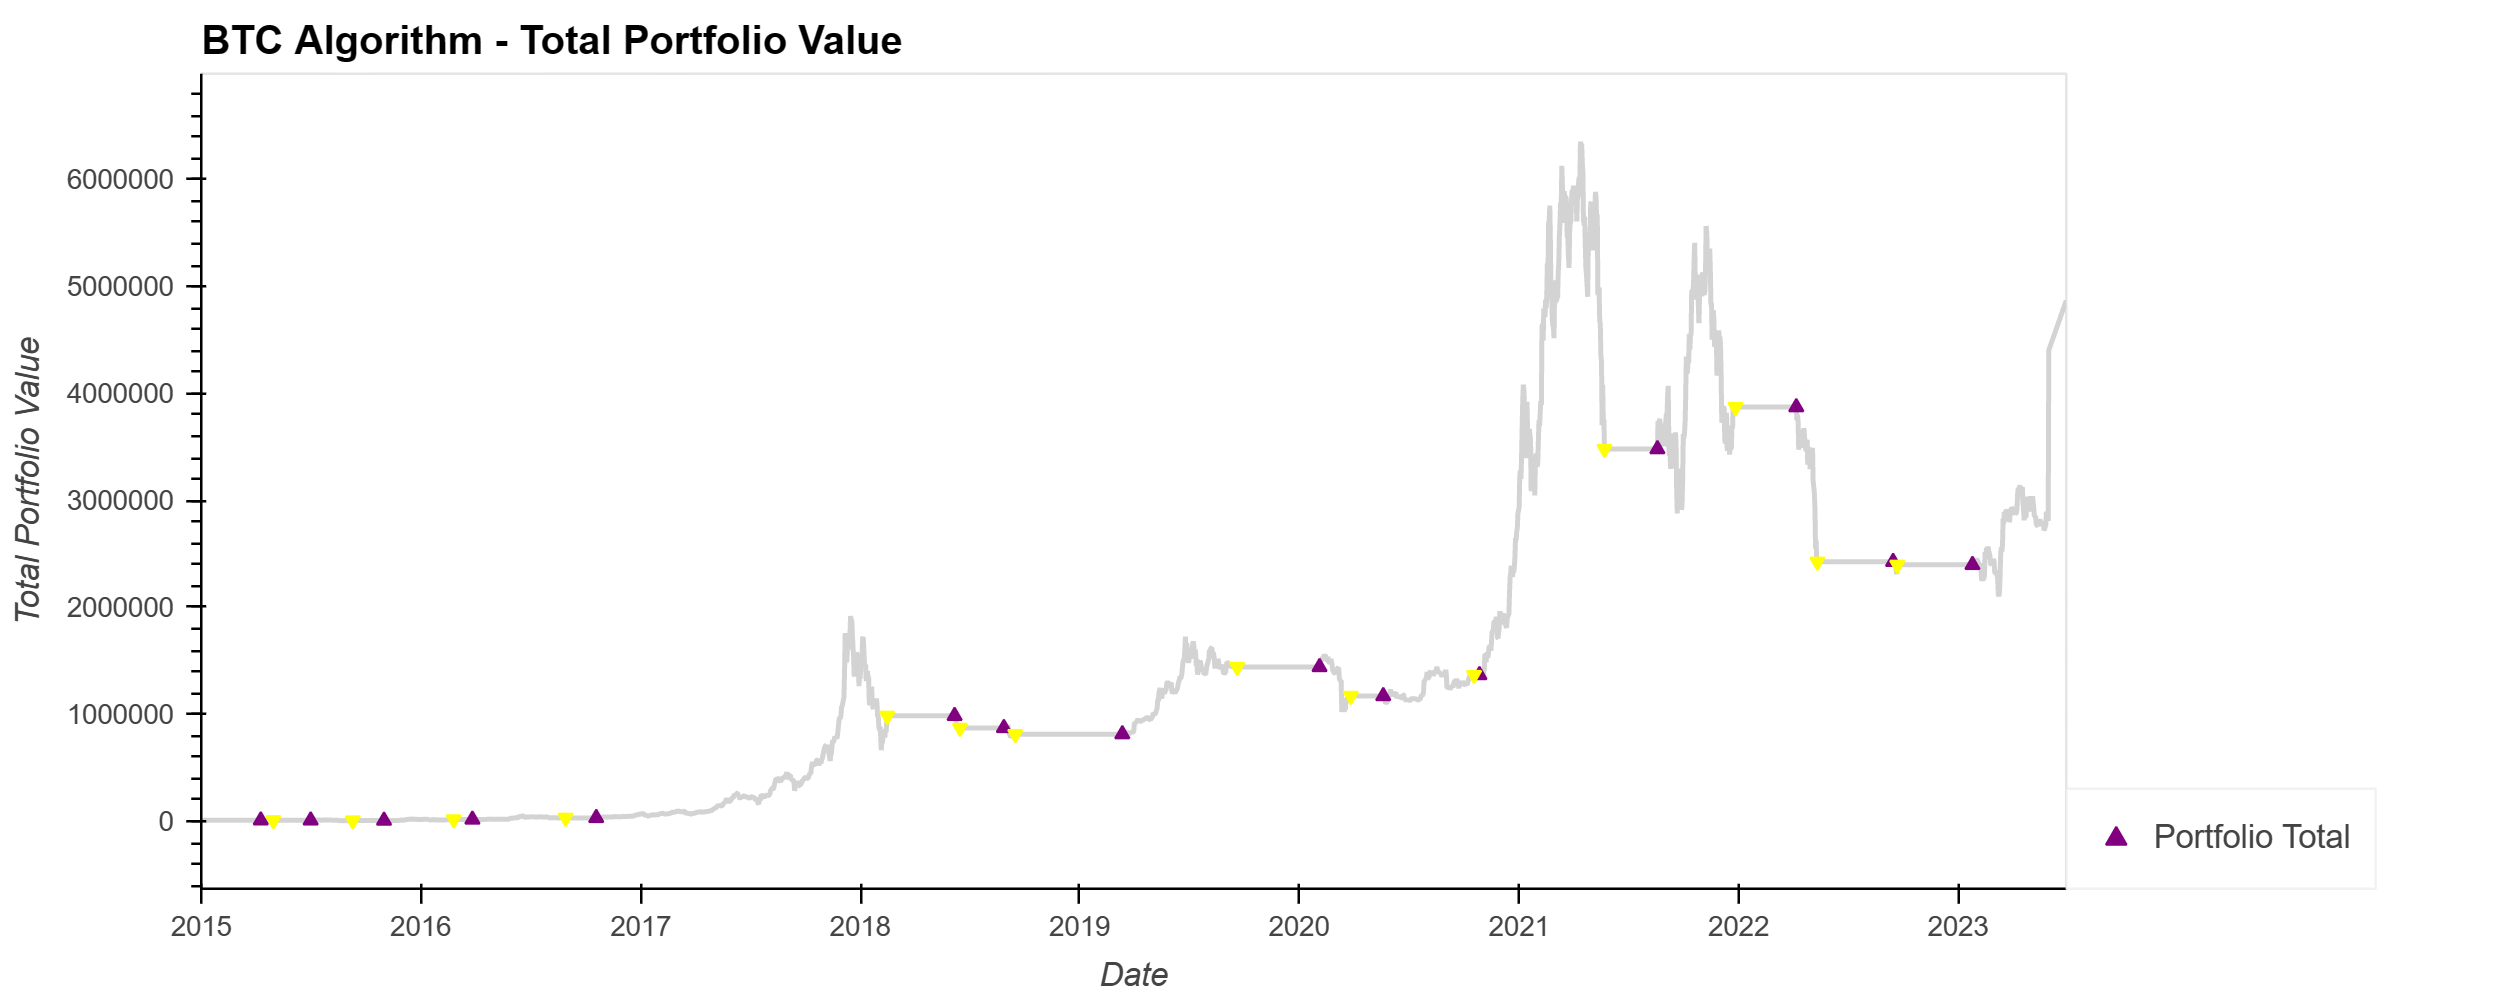 BTC Algorithm - Total Portfolio Value
Total Portfolio Value
6000000
5000000
4000000
3000000
2000000
1000000
0
2015 2016 2017 2018 2019 2020 2021 2022 2023
Date
Portfolio Total